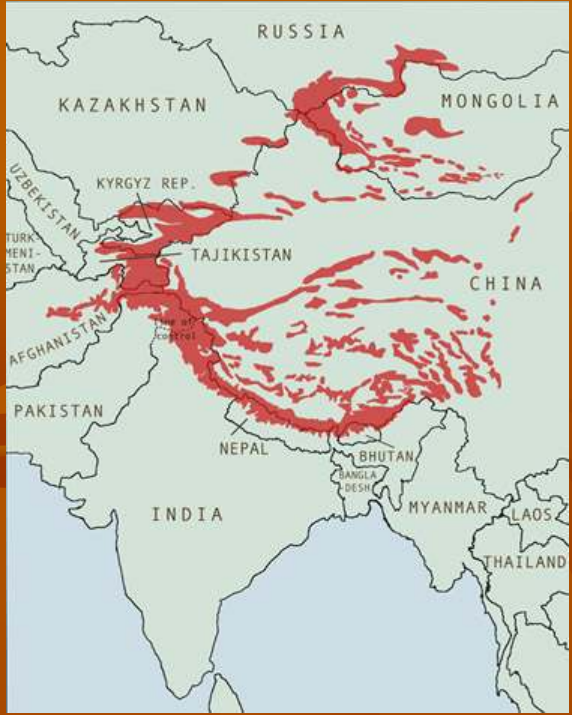 RUSSIA
KAZAKHSTAN
MONGOLIA
UZBEKISTAN
KYRGYZ REP.
TURK-
MENI-
STAN
TAJIKISTAN
CHINA
AFGHANISTAN
Line of
control
PAKISTAN
NEPAL
BHUTAN
BANGLA
-DESH
INDIA
MYANMAR
LAOS
THAILAND